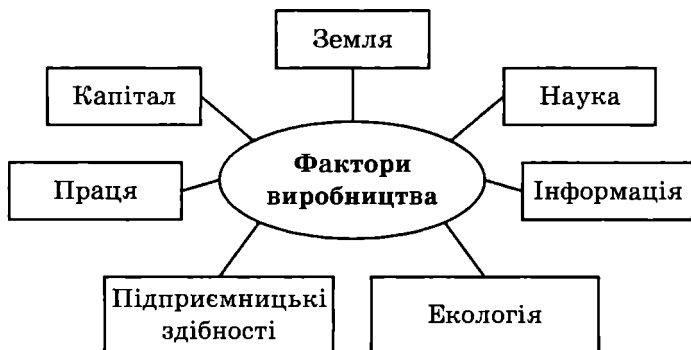 Земля
Капітал
Наука
Фактори
виробництва
Праця
Інформація
Підприємницькі
здібності
Екологія